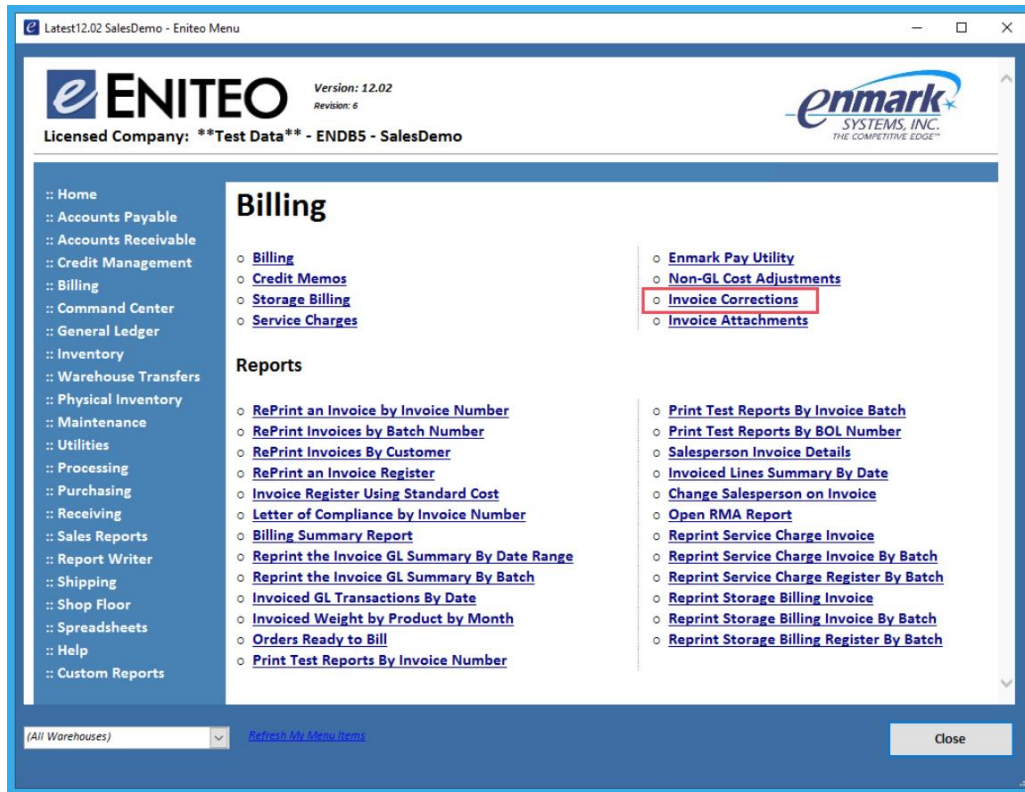 Latest12.02 SalesDemo - Eniteo Menu
e ENITEO
Version: 12.02
Revision: 6
Licensed Company: **Test Data** - ENDB5 - SalesDemo
enmark
SYSTEMS, INC.
THE COMPETITIVE EDGE™
:: Home
:: Accounts Payable
:: Accounts Receivable
:: Credit Management
:: Billing
:: Command Center
:: General Ledger
:: Inventory
:: Warehouse Transfers
:: Physical Inventory
:: Maintenance
:: Utilities
:: Processing
:: Purchasing
:: Receiving
:: Sales Reports
:: Report Writer
:: Shipping
:: Shop Floor
:: Spreadsheets
:: Help
:: Custom Reports
Billing
Billing
Credit Memos
Storage Billing
Service Charges
Enmark Pay Utility
Non-GL Cost Adjustments
Invoice Corrections
Invoice Attachments
Reports
RePrint an Invoice by Invoice Number
RePrint Invoices by Batch Number
RePrint Invoices By Customer
RePrint an Invoice Register
Invoice Register Using Standard Cost
Letter of Compliance by Invoice Number
Billing Summary Report
Reprint the Invoice GL Summary By Date Range
Reprint the Invoice GL Summary By Batch
Invoiced GL Transactions By Date
Invoiced Weight by Product by Month
Orders Ready to Bill
Print Test Reports By Invoice Number
Print Test Reports By Invoice Batch
Print Test Reports By BOL Number
Salesperson Invoice Details
Invoiced Lines Summary By Date
Change Salesperson on Invoice
Open RMA Report
Reprint Service Charge Invoice
Reprint Service Charge Invoice By Batch
Reprint Service Charge Register By Batch
Reprint Storage Billing Invoice
Reprint Storage Billing Invoice By Batch
Reprint Storage Billing Register By Batch
(All Warehouses)
Refresh My Menu Items
Close